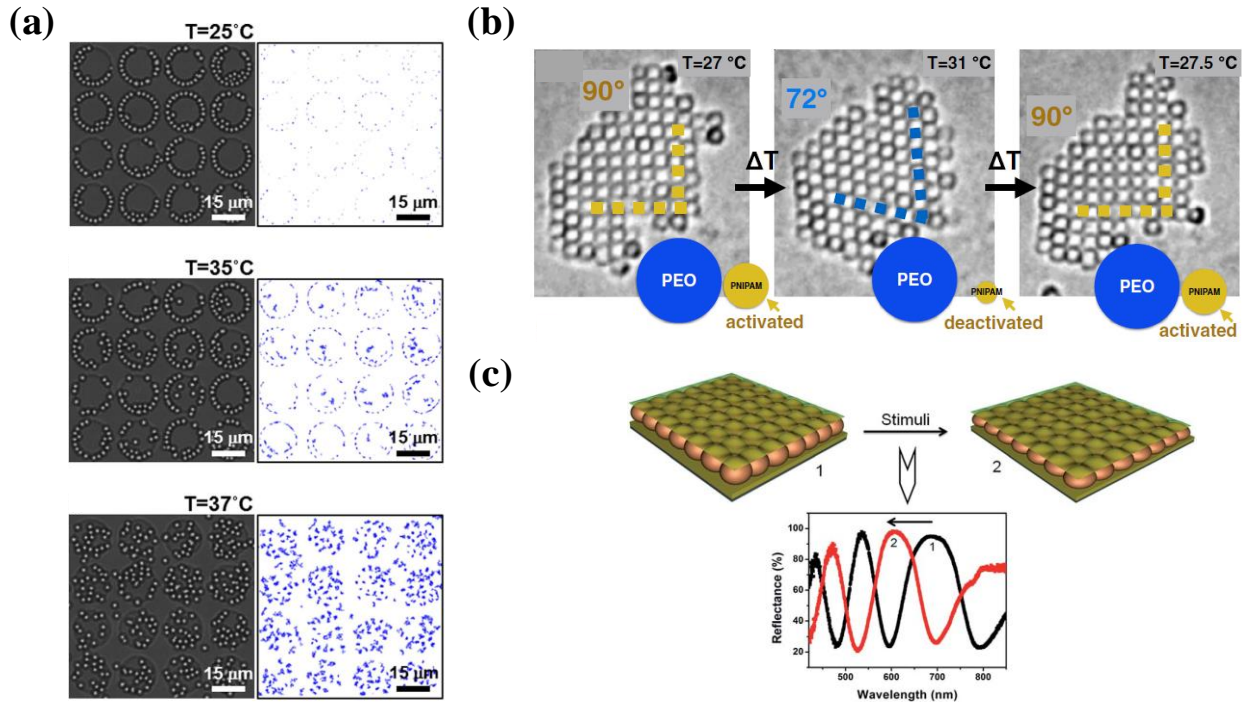 (a)
T=25°C
15 μm
15 μm
T=35°C
15 μm
15 μm
T=37°C
15 μm
15 μm
(b)
T=27 °C
90°
PEO
PNIPAM
activated
ΔT
T=31 °C
72°
PEO
PNIPAM
deactivated
ΔT
T=27.5 °C
90°
PEO
PNIPAM
activated
(c)
1
Stimuli
2
Reflectance (%)
100
80
60
40
20
2
1
500
600
700
800
Wavelength (nm)